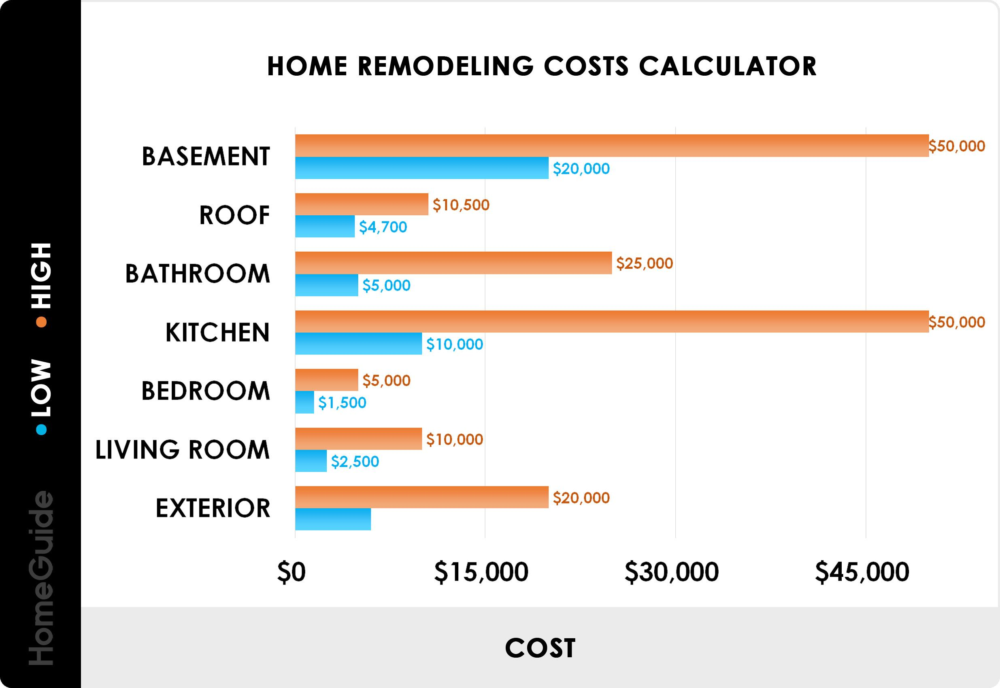 HOME REMODELING COSTS CALCULATOR
BASEMENT
$50,000
$20,000
ROOF
$10,500
$4,700
BATHROOM
$25,000
$5,000
KITCHEN
$50,000
$10,000
BEDROOM
$5,000
$1,500
LIVING ROOM
$10,000
$2,500
EXTERIOR
$20,000
$0 $15,000 $30,000 $45,000
COST
HomeGuide LOW HIGH